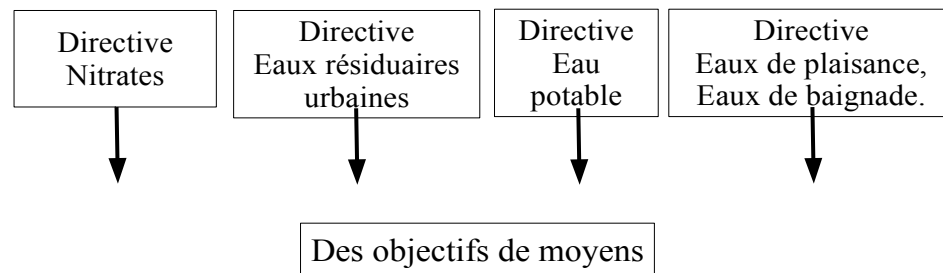 Directive
Nitrates
Directive
Eaux résiduaires
urbaines
Directive
Eau
potable
Directive
Eaux de plaisance,
Eaux de baignade.
Des objectifs de moyens